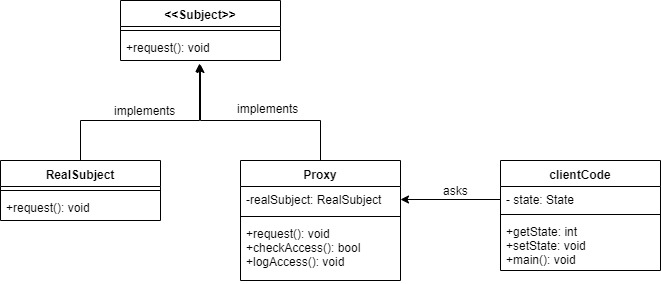 <<Subject>>
+request(): void
implements
implements
RealSubject
+request(): void
Proxy
-realSubject: RealSubject
+request(): void
+checkAccess(): bool
+logAccess(): void
asks
clientCode
- state: State
+getState: int
+setState: void
+main(): void